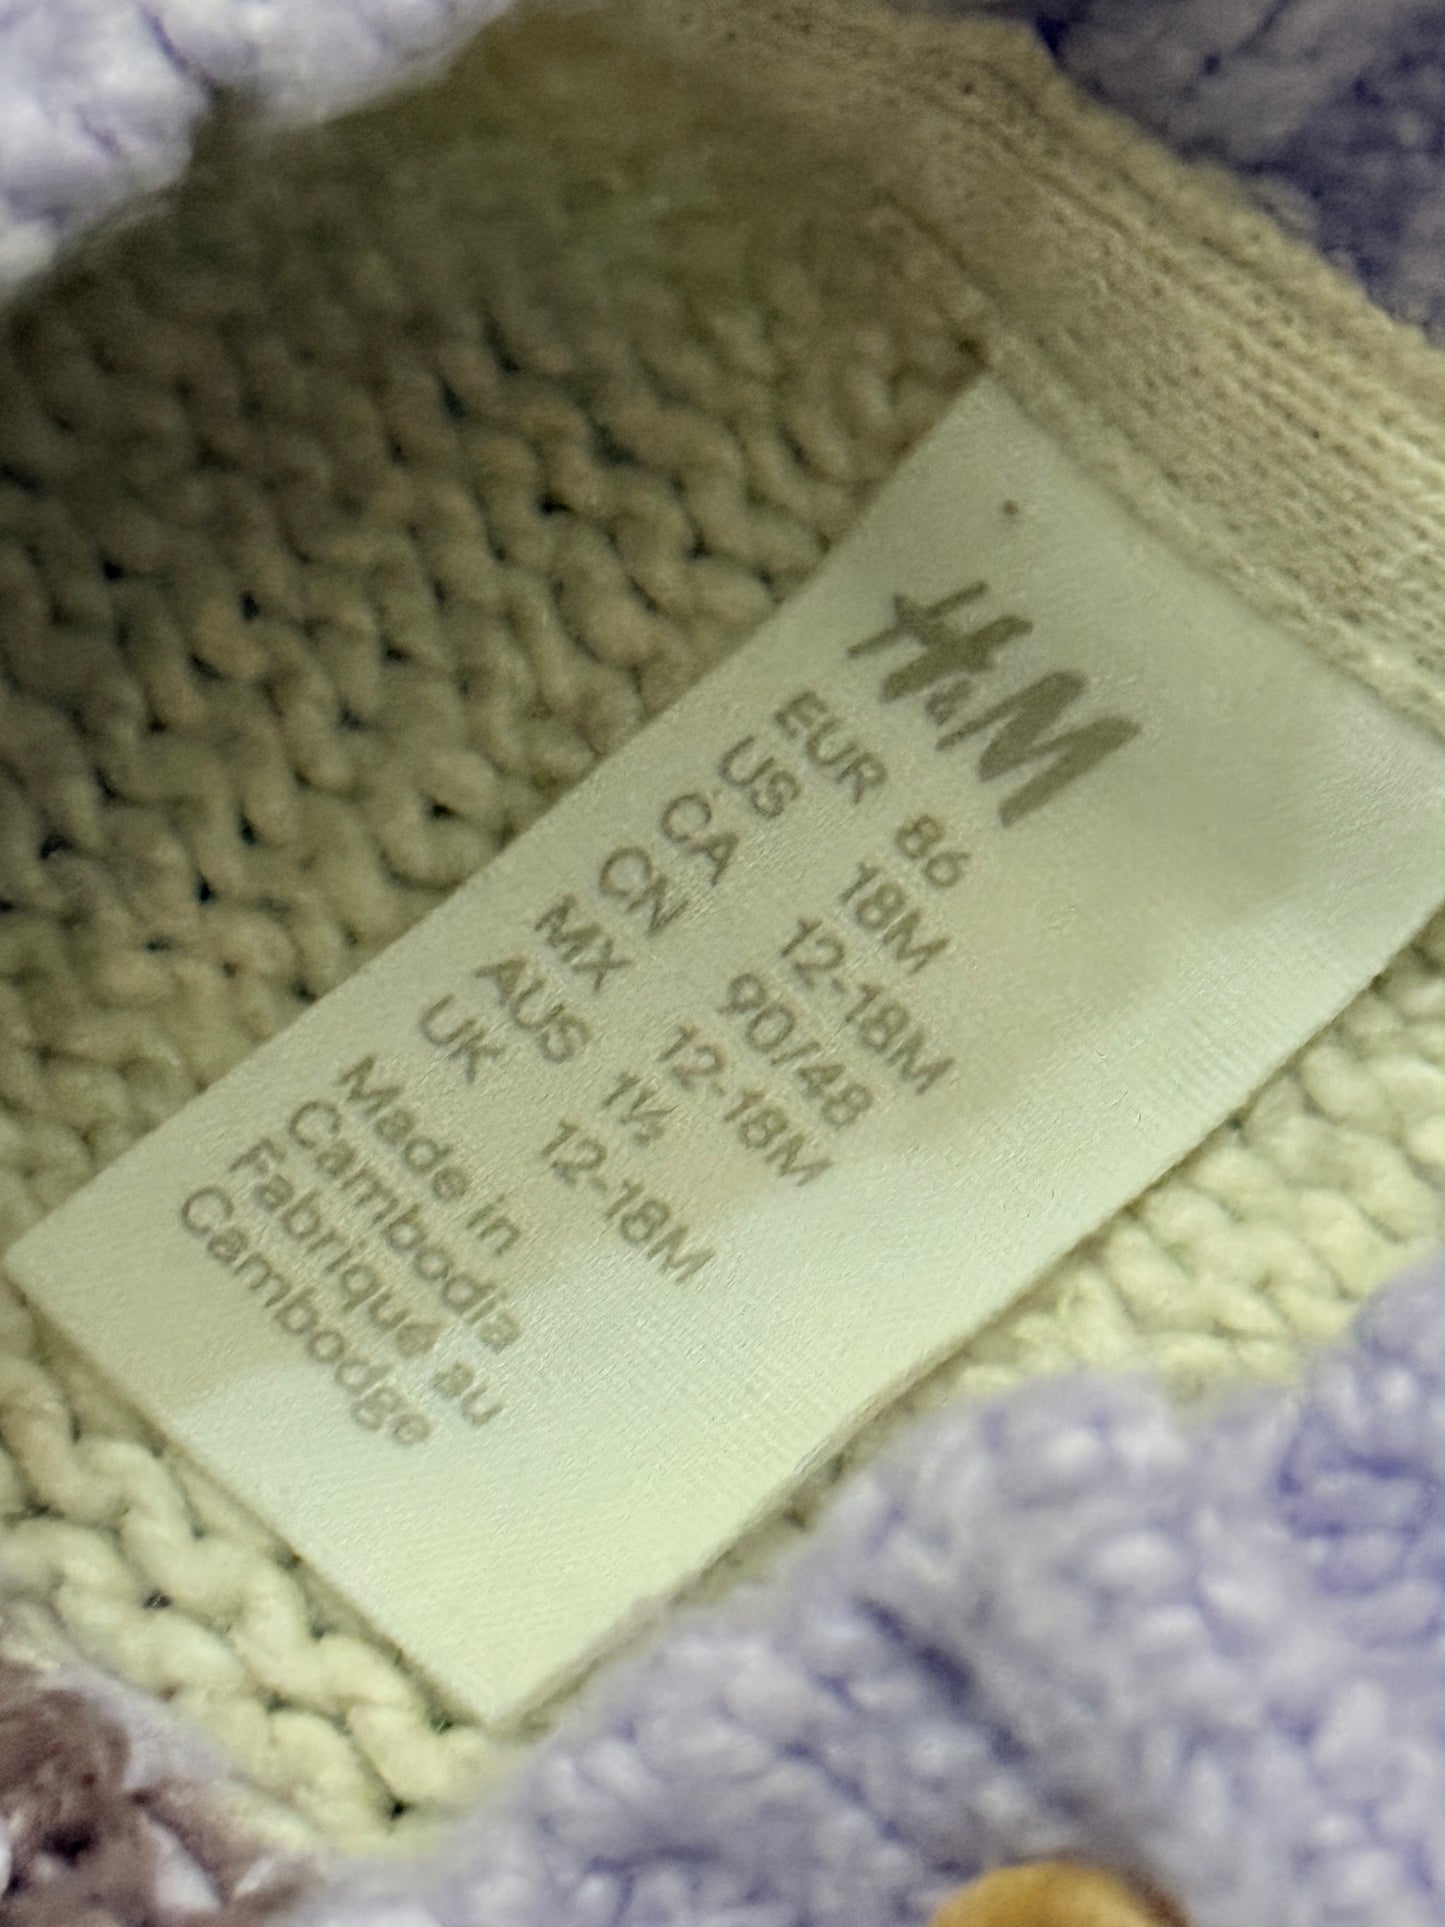 H&M
EUR 86
US 18M
CA 12-18M
CN 90/48
MX 12-18M
AUS 1½
UK 12-18M
Made in
Cambodia
Fabriqué au
Cambodge